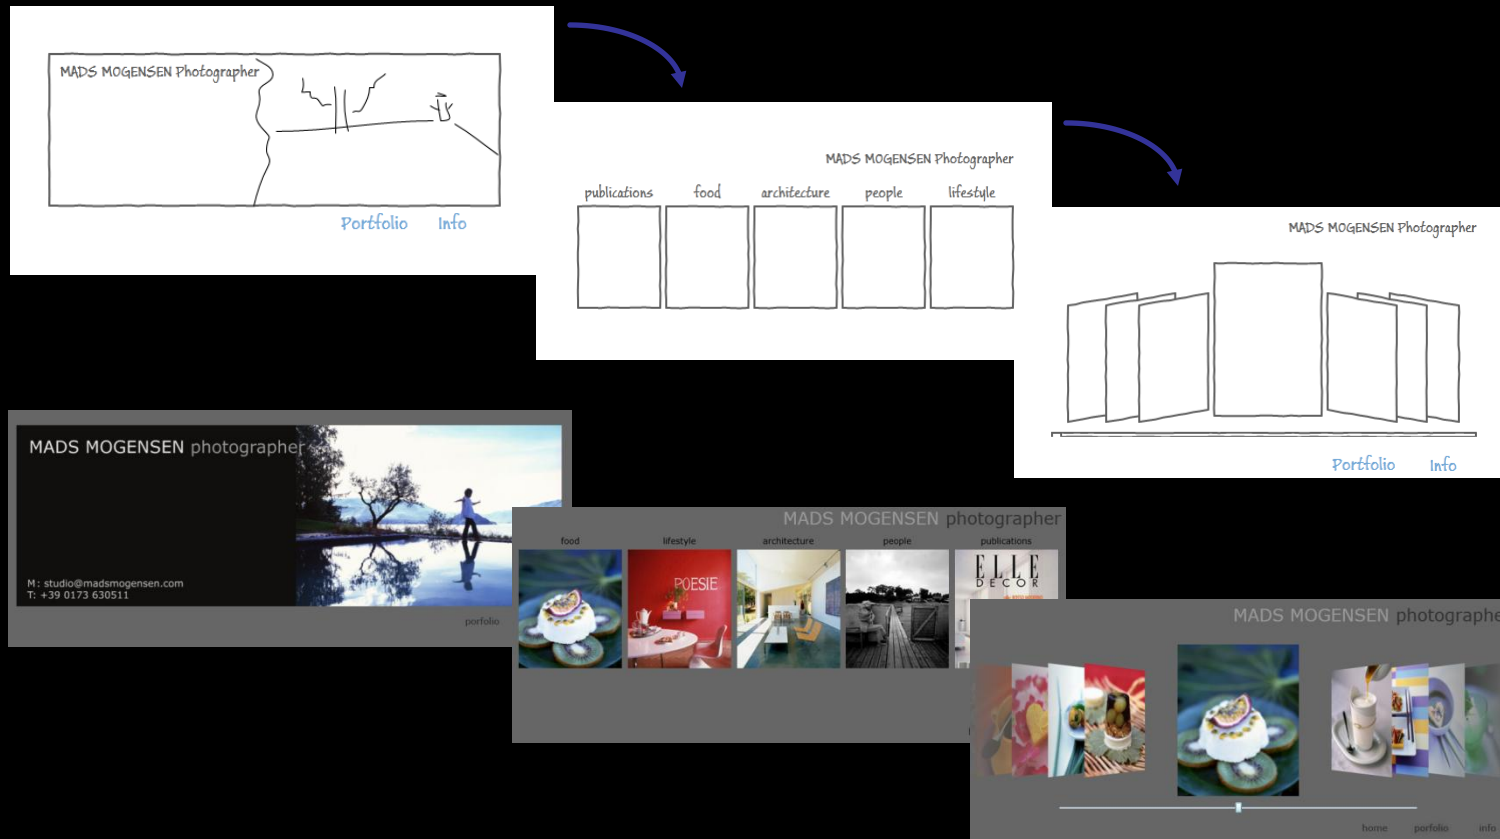 MADS MOGENSEN Photographer
Portfolio Info
MADS MOGENSEN Photographer
publications food architecture people lifestyle
MADS MOGENSEN Photographer
Portfolio Info
MADS MOGENSEN photographer
M: studio@madsmogensen.com
T: +39 0173 630511
porfolio
MADS MOGENSEN photographer
food lifestyle architecture people publications
POESIE
ELLE
DECOR
MADS MOGENSEN photographe
home porfolio info